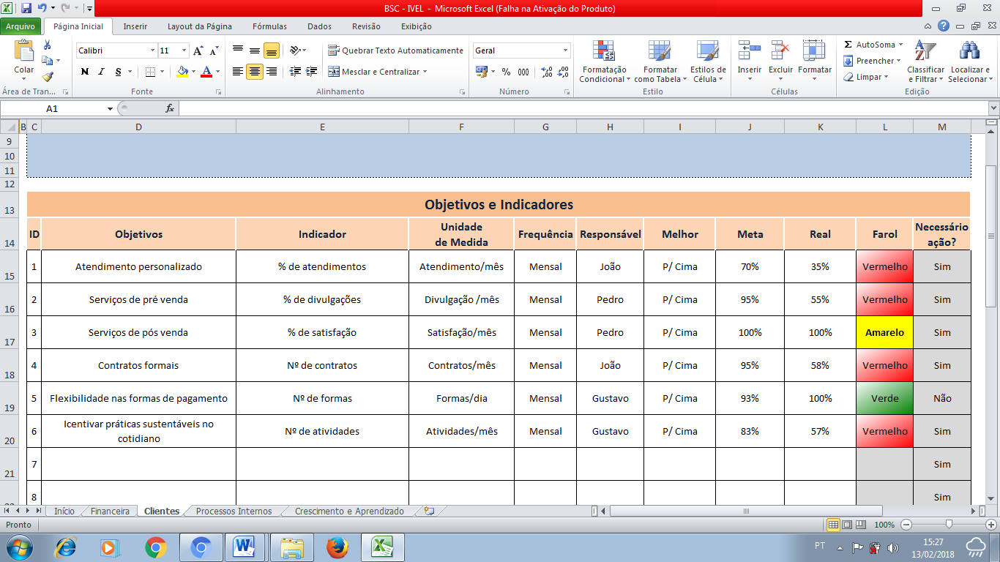 BSC - IVEL - Microsoft Excel (Falha na Ativação do Produto)
Arquivo Página Inicial Inserir Layout da Página Fórmulas Dados Revisão Exibição
Colar
Calibri 11
N I S
Quebrar Texto Automaticamente
Mesclar e Centralizar
Geral
% 000
Formatação Condicional
Formatar como Tabela
Estilos de Célula
Inserir Excluir Formatar
Σ AutoSoma
Preencher
Limpar
Classificar e Filtrar
Localizar e Selecionar
Área de Tran... Fonte Alinhamento Número Estilo Células Edição
A1 fx
B C D E F G H I J K L M
9
10
11
12
13 Objetivos e Indicadores
14 ID Objetivos Indicador Unidade de Medida Frequência Responsável Melhor Meta Real Farol Necessário ação?
15 1 Atendimento personalizado % de atendimentos Atendimento/mês Mensal João P/ Cima 70% 35% Vermelho Sim
16 2 Serviços de pré venda % de divulgações Divulgação /mês Mensal Pedro P/ Cima 95% 55% Vermelho Sim
17 3 Serviços de pós venda % de satisfação Satisfação/mês Mensal Pedro P/ Cima 100% 100% Amarelo Sim
18 4 Contratos formais Nº de contratos Contratos/mês Mensal João P/ Cima 95% 58% Vermelho Sim
19 5 Flexibilidade nas formas de pagamento Nº de formas Formas/dia Mensal Gustavo P/ Cima 93% 100% Verde Não
20 6 Icentivar práticas sustentáveis no cotidiano Nº de atividades Atividades/mês Mensal Gustavo P/ Cima 83% 57% Vermelho Sim
21 7 Sim
8 Sim
Início Financeira Clientes Processos Internos Crescimento e Aprendizado
Pronto 100%
PT 15:27
13/02/2018